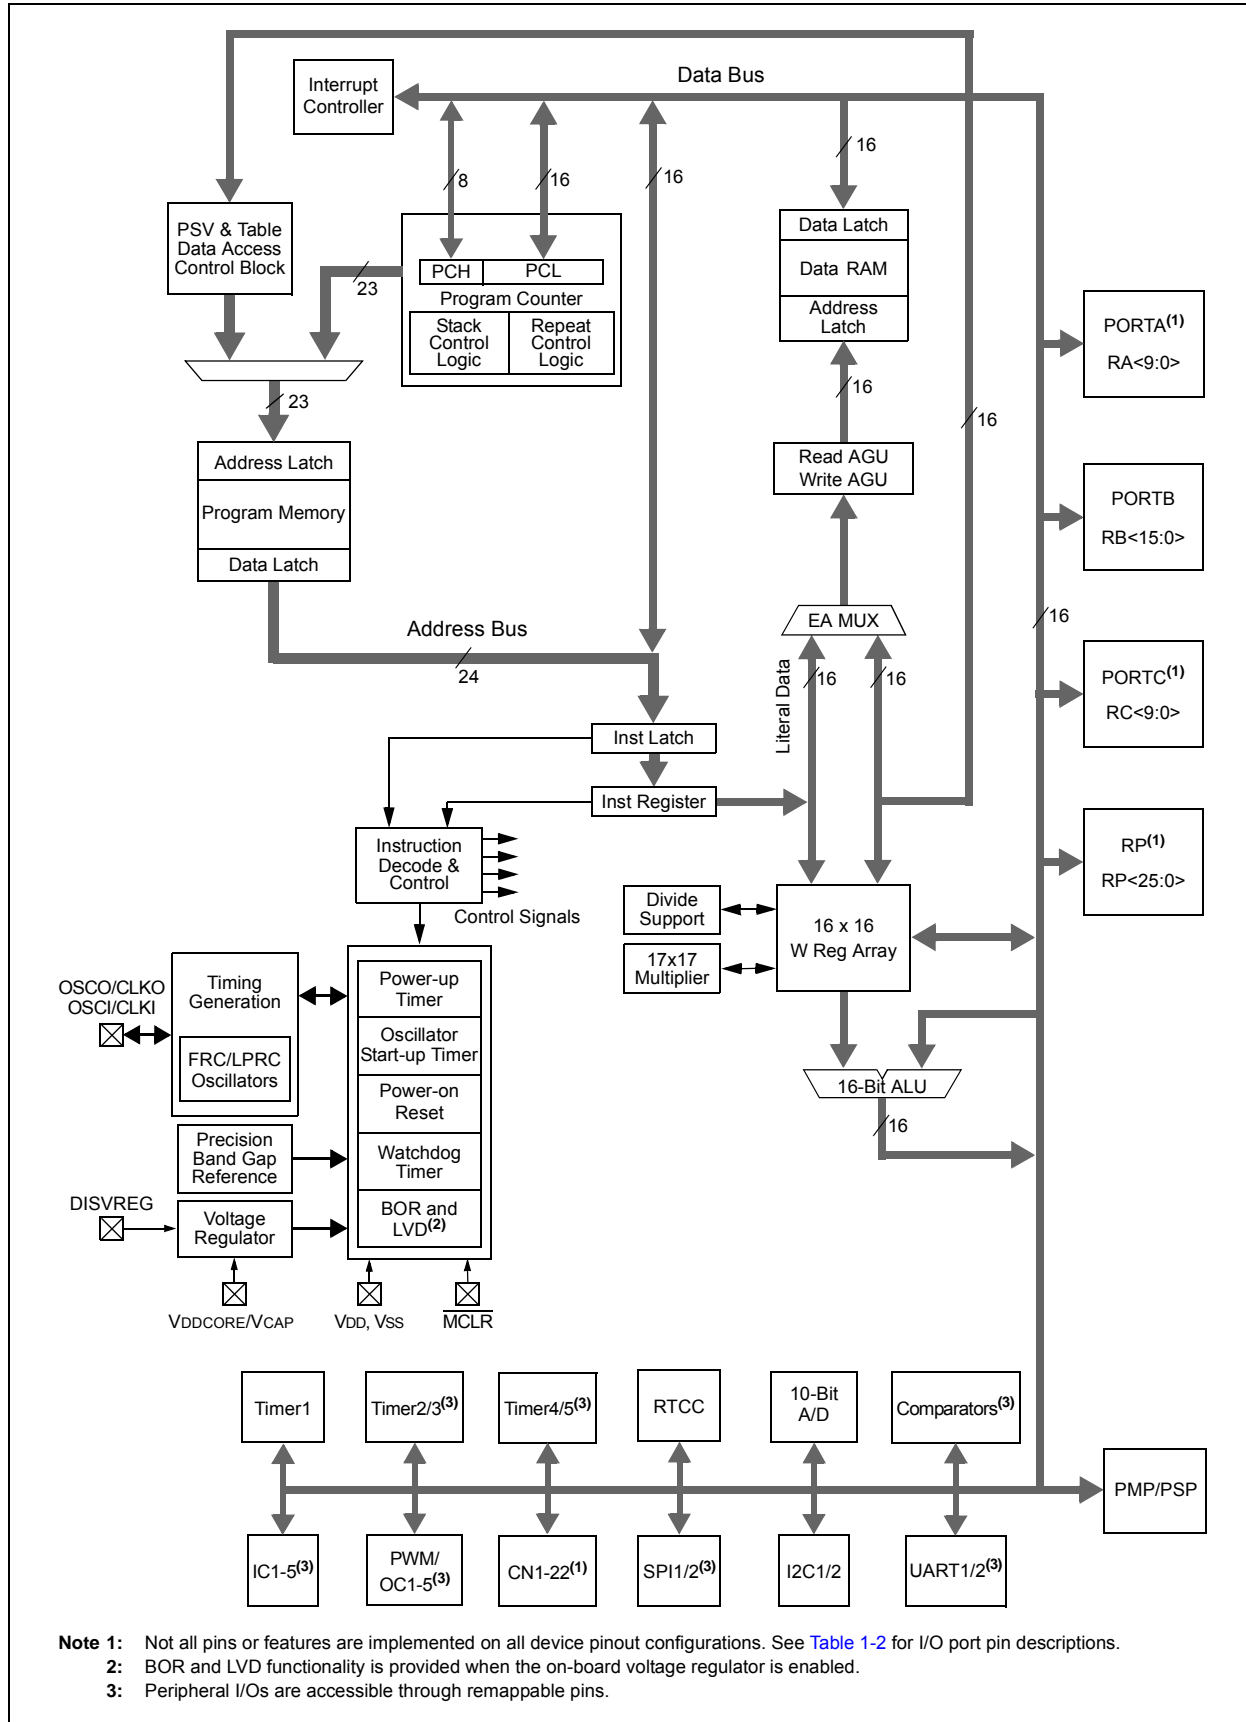 Data Bus
Interrupt
Controller
16
8
16
16
PSV & Table
Data Access
Control Block
23
PCH
PCL
Program Counter
Stack
Control
Logic
Repeat
Control
Logic
Data Latch
Data RAM
Address
Latch
16
16
PORTA(1)
RA<9:0>
23
Address Latch
Program Memory
Data Latch
Read AGU
Write AGU
PORTB
RB<15:0>
Address Bus
24
EA MUX
16
16
Literal Data
16
PORTC(1)
RC<9:0>
Inst Latch
Inst Register
Instruction
Decode &
Control
Control Signals
RP(1)
RP<25:0>
Divide
Support
17x17
Multiplier
16 x 16
W Reg Array
OSCO/CLKO
OSCI/CLKI
Timing
Generation
FRC/LPRC
Oscillators
Power-up
Timer
Oscillator
Start-up Timer
Power-on
Reset
Watchdog
Timer
BOR and
LVD(2)
16-Bit ALU
16
Precision
Band Gap
Reference
DISVREG
Voltage
Regulator
VDDCORE/VCAP
VDD, VSS
MCLR
Timer1
Timer2/3(3)
Timer4/5(3)
RTCC
10-Bit
A/D
Comparators(3)
PMP/PSP
IC1-5(3)
PWM/
OC1-5(3)
CN1-22(1)
SPI1/2(3)
I2C1/2
UART1/2(3)
Note 1: Not all pins or features are implemented on all device pinout configurations. See Table 1-2 for I/O port pin descriptions.
2: BOR and LVD functionality is provided when the on-board voltage regulator is enabled.
3: Peripheral I/Os are accessible through remappable pins.